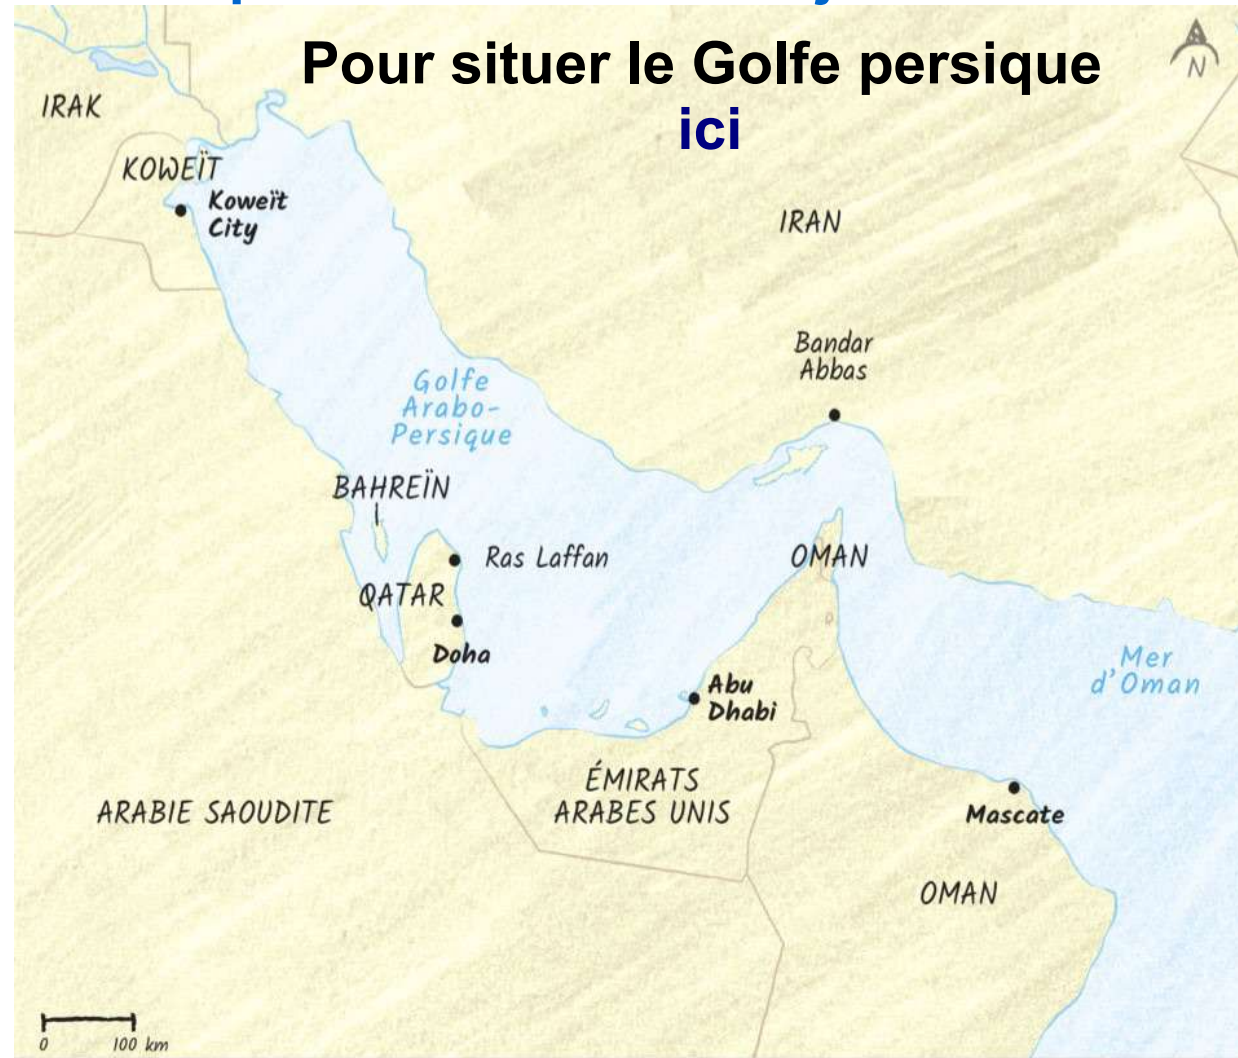 Pour situer le Golfe persique
ici
N
IRAK
KOWEÏT
Koweït
City
IRAN
Bandar
Abbas
Golfe
Arabo-
Persique
BAHREÏN
Ras Laffan
OMAN
QATAR
Doha
Mer
d'Oman
Abu
Dhabi
ÉMIRATS
ARABES UNIS
ARABIE SAOUDITE
Mascate
OMAN
0 100 km